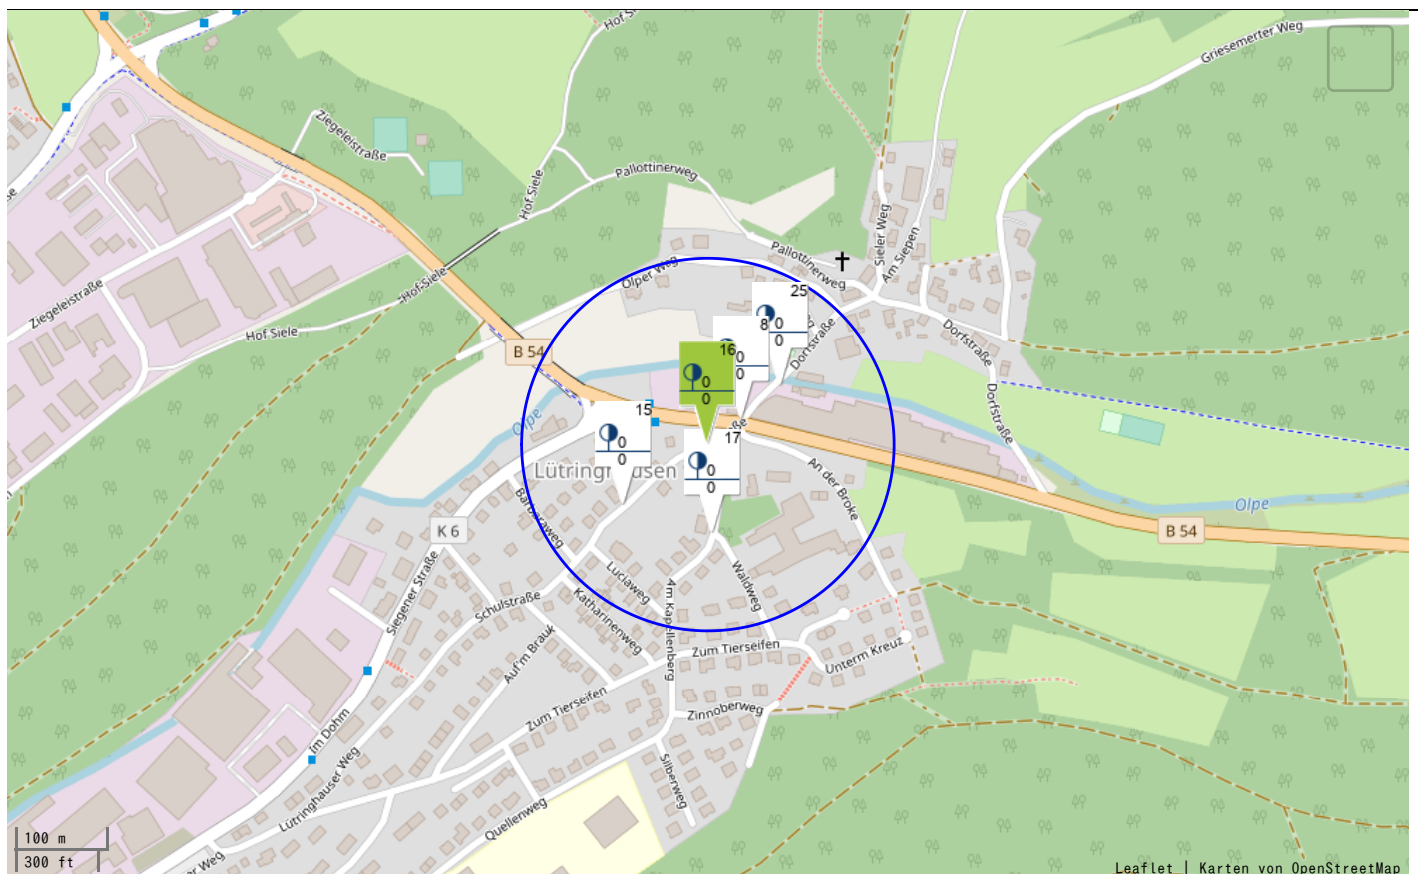 Hof S
Griesemerter Weg
Ziegeleistraße
Pallottinerweg
Hof Siele
Sieler Weg
Am Siepen
Pallottinerweg
Olper Weg
Hof Siele
Ziegeleistraße
Hof Siele
25
0
0
8
0
0
Dorfstraße
Dorfstraße
B 54
16
0
0
Dorfstraße
15
0
0
17
0
0
Olpe
Lütringhausen
An der Broke
Barbaraweg
Olpe
K 6
B 54
Siegener Straße
Schulstraße
Luciaweg
Katharinenweg
Am Kapellenberg
Waldweg
Auf'm Brauk
Zum Tierseifen
Unterm Kreuz
Zum Tierseifen
Zinnoberweg
Im Dohm
Lütringhauser Weg
Silberweg
Quellenweg
er Weg
100 m
300 ft
Leaflet | Karten von OpenStreetMap